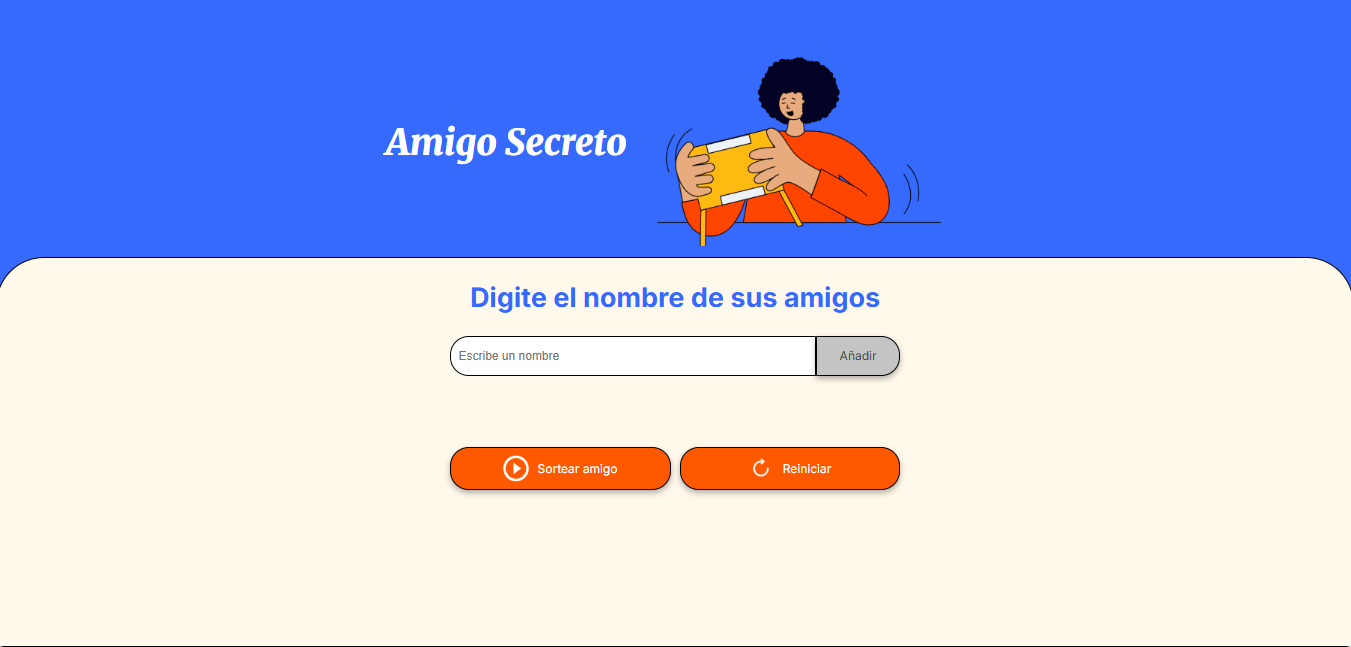 Amigo Secreto
Digite el nombre de sus amigos
Escribe un nombre
Añadir
Sortear amigo
Reiniciar